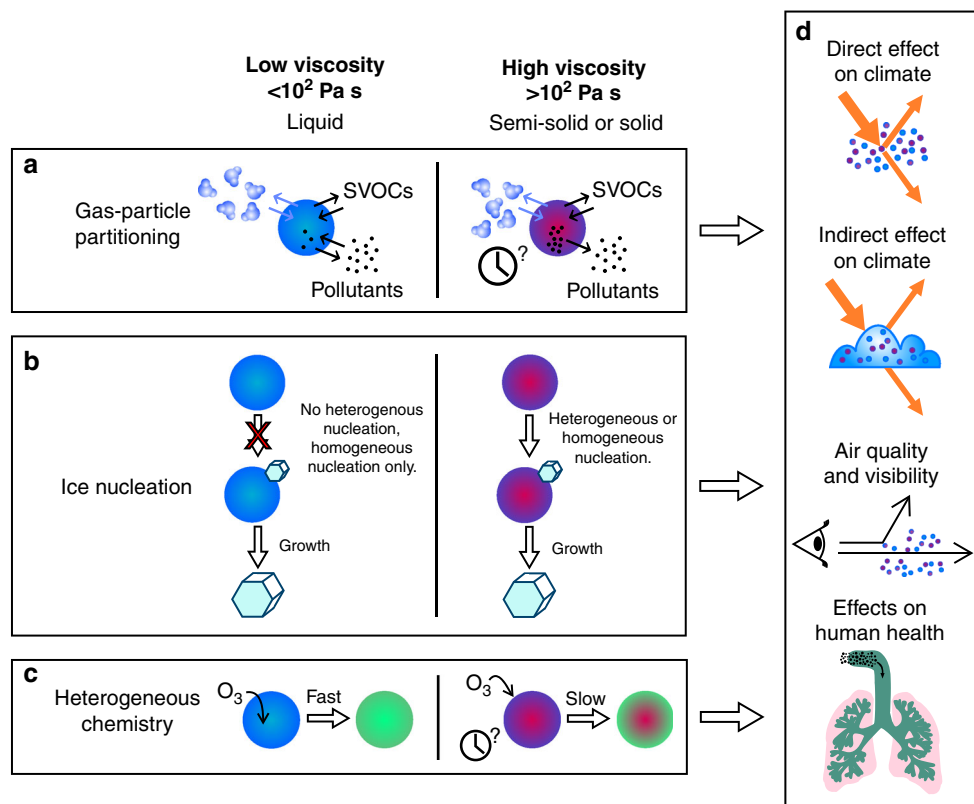 Low viscosity
<10² Pa s
Liquid
High viscosity
>10² Pa s
Semi-solid or solid
a
Gas-particle
partitioning
SVOCs
Pollutants
SVOCs
?
Pollutants
b
Ice nucleation
No heterogenous
nucleation,
homogeneous
nucleation only.
Growth
Heterogeneous or
homogeneous
nucleation.
Growth
c
Heterogeneous
chemistry
O₃
Fast
O₃
?
Slow
d
Direct effect
on climate
Indirect effect
on climate
Air quality
and visibility
Effects on
human health